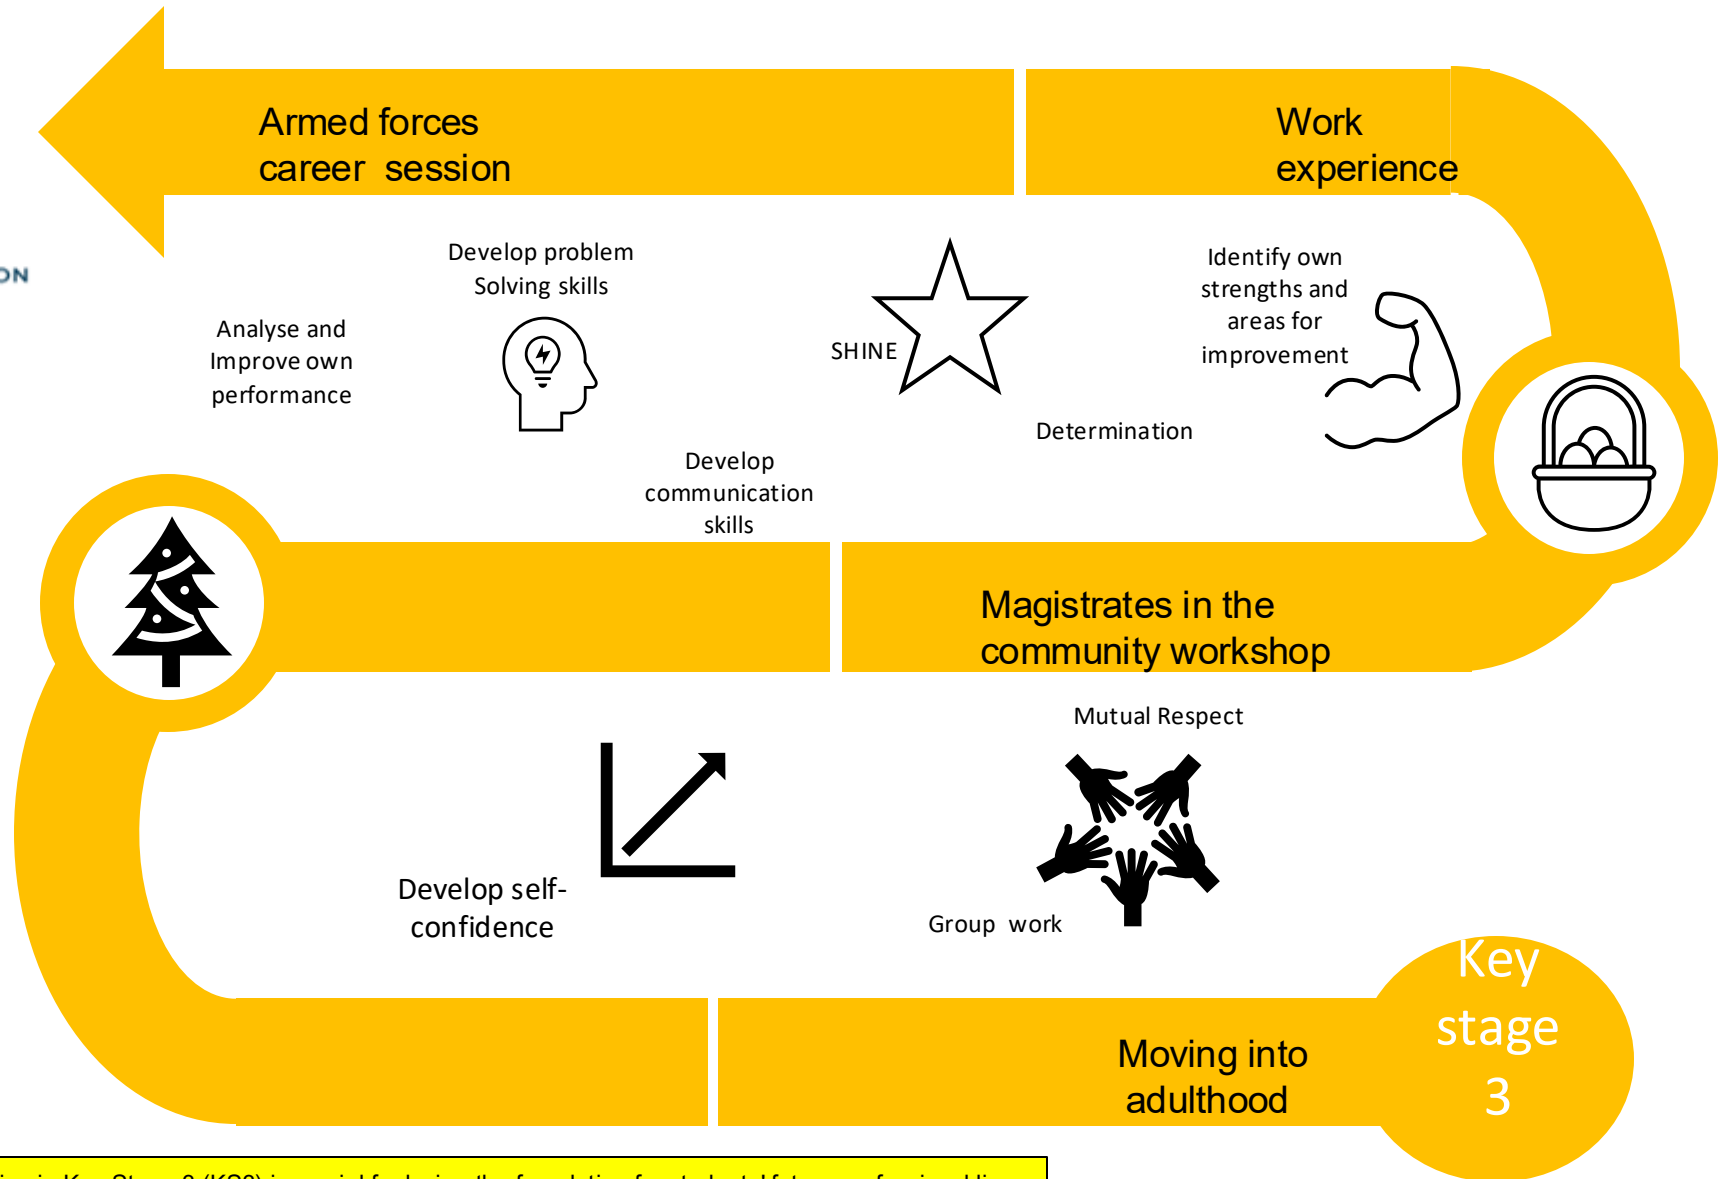 Armed forces
career  session
Work
experience
ON
Develop problem
Solving skills
Analyse and
Improve own
performance
SHINE
Identify own
strengths and
areas for
improvement
Determination
Develop
communication
skills
Magistrates in the
community workshop
Mutual Respect
Develop self-
confidence
Group  work
Key
stage
3
Moving into
adulthood